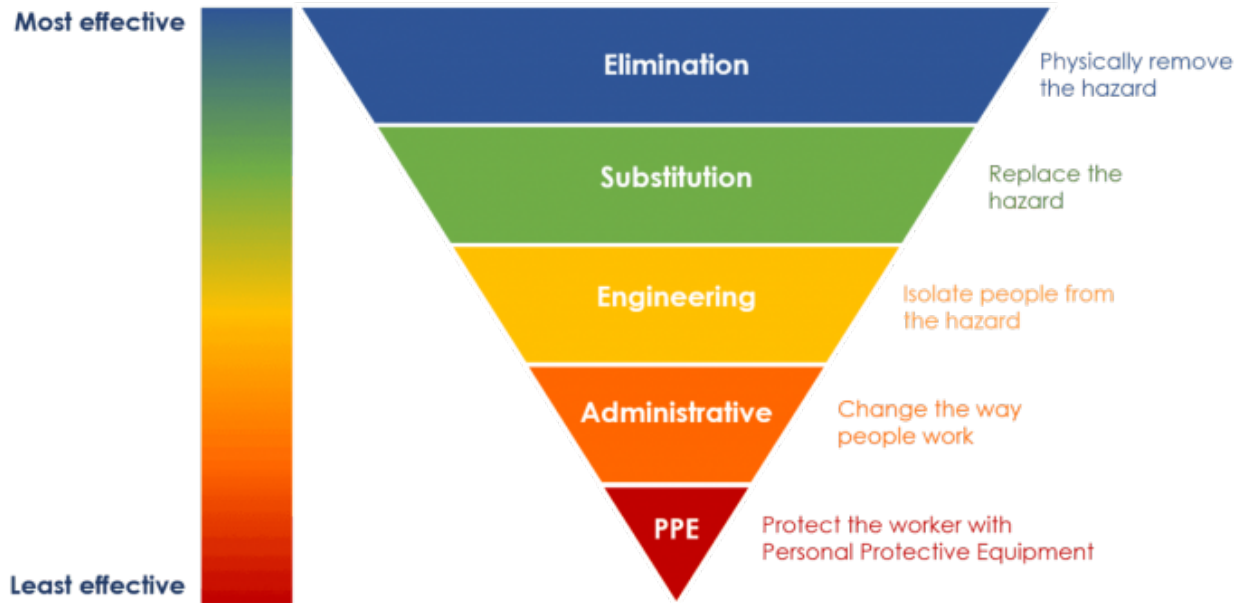 Most effective
Elimination
Physically remove
the hazard
Substitution
Replace the
hazard
Engineering
Isolate people from
the hazard
Administrative
Change the way
people work
PPE
Protect the worker with
Personal Protective Equipment
Least effective